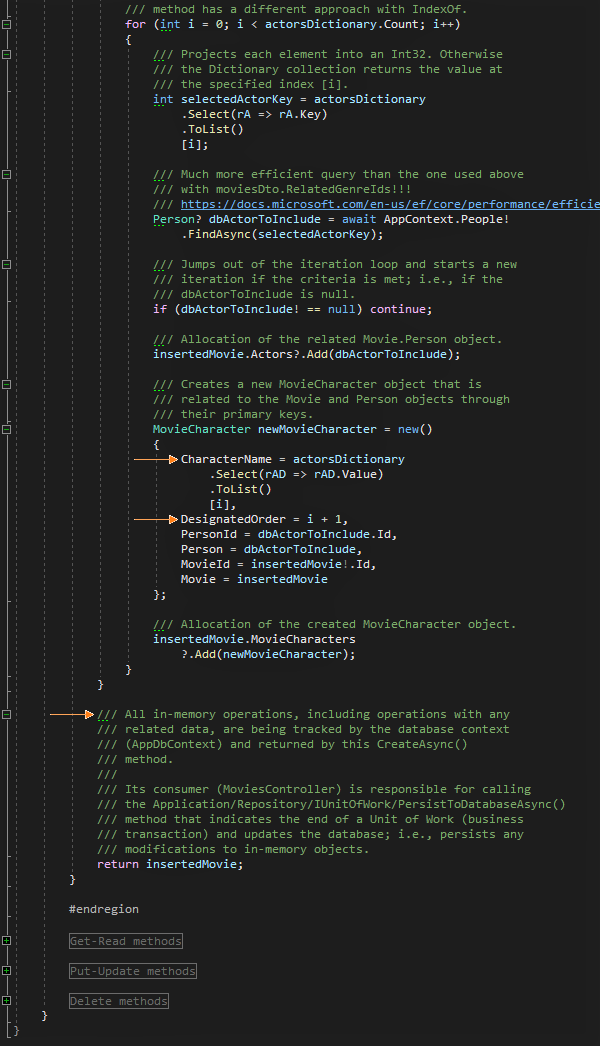 /// method has a different approach with IndexOf.
for (int i = 0; i < actorsDictionary.Count; i++)
{
/// Projects each element into an Int32. Otherwise
/// the Dictionary collection returns the value at
/// the specified index [i].
int selectedActorKey = actorsDictionary
.Select(rA => rA.Key)
.ToList()
[i];
/// Much more efficient query than the one used above
/// with moviesDto.RelatedGenreIds!!!
/// https://docs.microsoft.com/en-us/ef/core/performance/efficie
Person? dbActorToInclude = await AppContext.People!
.FindAsync(selectedActorKey);
/// Jumps out of the iteration loop and starts a new
/// iteration if the criteria is met; i.e., if the
/// dbActorToInclude is null.
if (dbActorToInclude! == null) continue;
/// Allocation of the related Movie.Person object.
insertedMovie.Actors?.Add(dbActorToInclude);
/// Creates a new MovieCharacter object that is
/// related to the Movie and Person objects through
/// their primary keys.
MovieCharacter newMovieCharacter = new()
{
CharacterName = actorsDictionary
.Select(rAD => rAD.Value)
.ToList()
[i],
DesignatedOrder = i + 1,
PersonId = dbActorToInclude.Id,
Person = dbActorToInclude,
MovieId = insertedMovie!.Id,
Movie = insertedMovie
};
/// Allocation of the created MovieCharacter object.
insertedMovie.MovieCharacters
?.Add(newMovieCharacter);
}
}
/// All in-memory operations, including operations with any
/// related data, are being tracked by the database context
/// (AppDbContext) and returned by this CreateAsync()
/// method.
///
/// Its consumer (MoviesController) is responsible for calling
/// the Application/Repository/IUnitOfWork/PersistToDatabaseAsync()
/// method that indicates the end of a Unit of Work (business
/// transaction) and updates the database; i.e., persists any
/// modifications to in-memory objects.
return insertedMovie;
}
#endregion
Get-Read methods
Put-Update methods
Delete methods
}
}